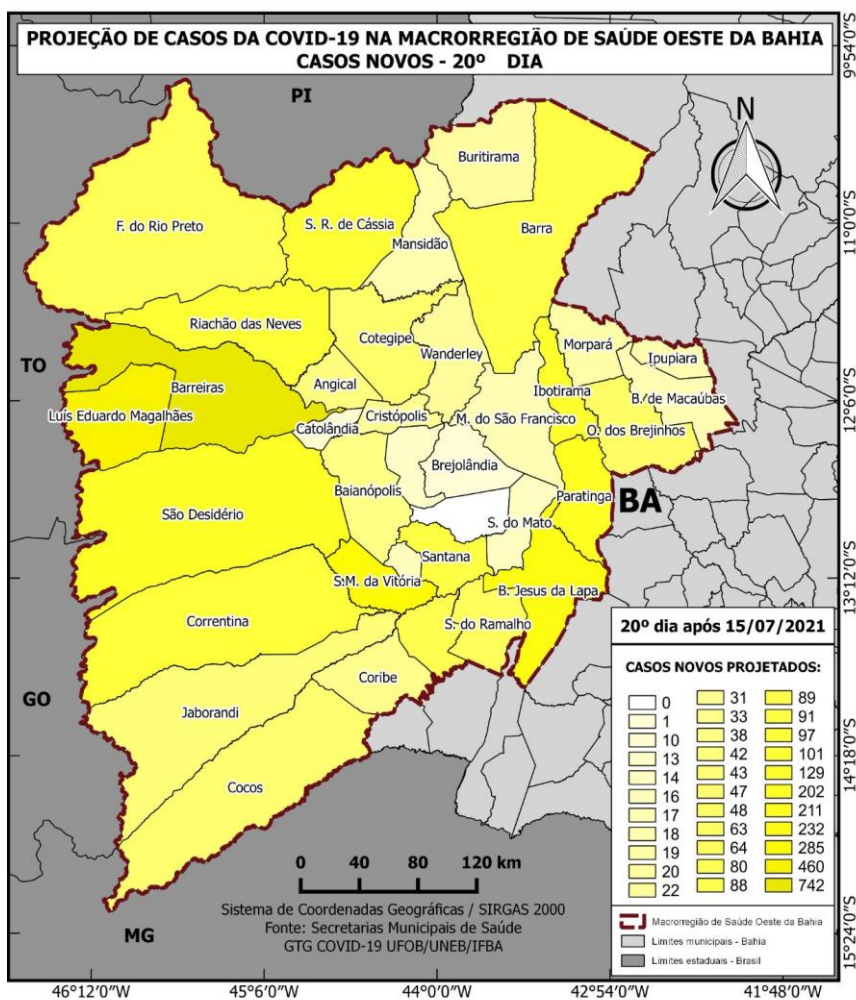 PROJEÇÃO DE CASOS DA COVID-19 NA MACRORREGIÃO DE SAÚDE OESTE DA BAHIA
CASOS NOVOS - 20º DIA
9°54'0"S
11°0'0"S
12°6'0"S
13°12'0"S
14°18'0"S
15°24'0"S
N
PI
TO
GO
MG
BA
Buritirama
F. do Rio Preto
S. R. de Cássia
Mansidão
Barra
Riachão das Neves
Cotegipe
Wanderley
Morpará
Ipupiara
Barreiras
Angical
Ibotirama
B. de Macaúbas
Luís Eduardo Magalhães
Cristópolis
M. do São Francisco
Catolândia
O. dos Brejinhos
Brejolândia
Baianópolis
Paratinga
São Desidério
S. do Mato
Santana
S.M. da Vitória
B. Jesus da Lapa
Correntina
S. do Ramalho
Coribe
Jaborandi
Cocos
20º dia após 15/07/2021
CASOS NOVOS PROJETADOS:
0
1
10
13
14
16
17
18
19
20
22
31
33
38
42
43
47
48
63
64
80
88
89
91
97
101
129
202
211
232
285
460
742
Macrorregião de Saúde Oeste da Bahia
Limites municipais - Bahia
Limites estaduais - Brasil
0 40 80 120 km
Sistema de Coordenadas Geográficas / SIRGAS 2000
Fonte: Secretarias Municipais de Saúde
GTG COVID-19 UFOB/UNEB/IFBA
46°12'0"W 45°6'0"W 44°0'0"W 42°54'0"W 41°48'0"W